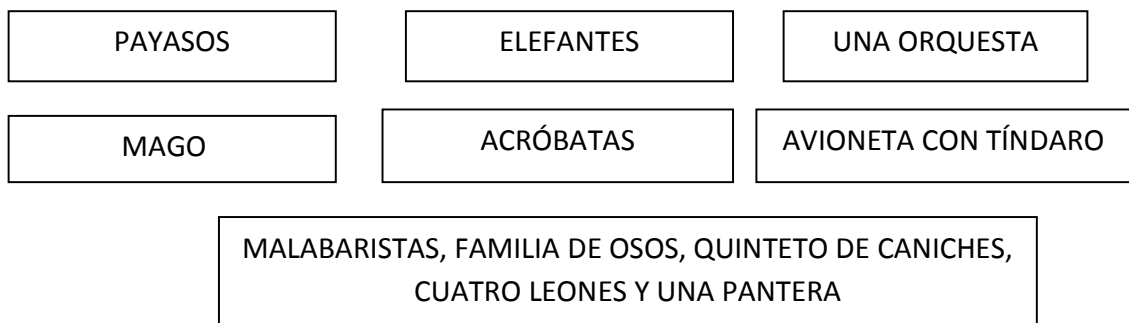 PAYASOS
ELEFANTES
UNA ORQUESTA
MAGO
ACRÓBATAS
AVIONETA CON TÍNDARO
MALABARISTAS, FAMILIA DE OSOS, QUINTETO DE CANICHES,
CUATRO LEONES Y UNA PANTERA